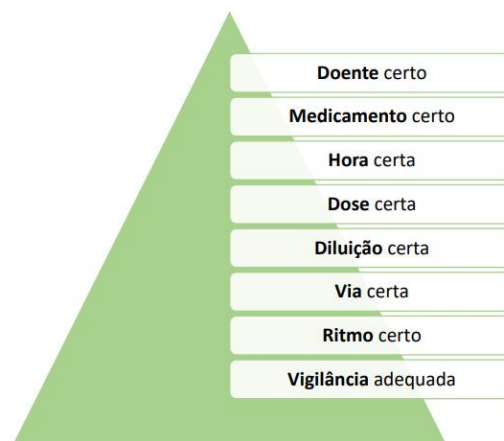 Doente certo
Medicamento certo
Hora certa
Dose certa
Diluição certa
Via certa
Ritmo certo
Vigilância adequada